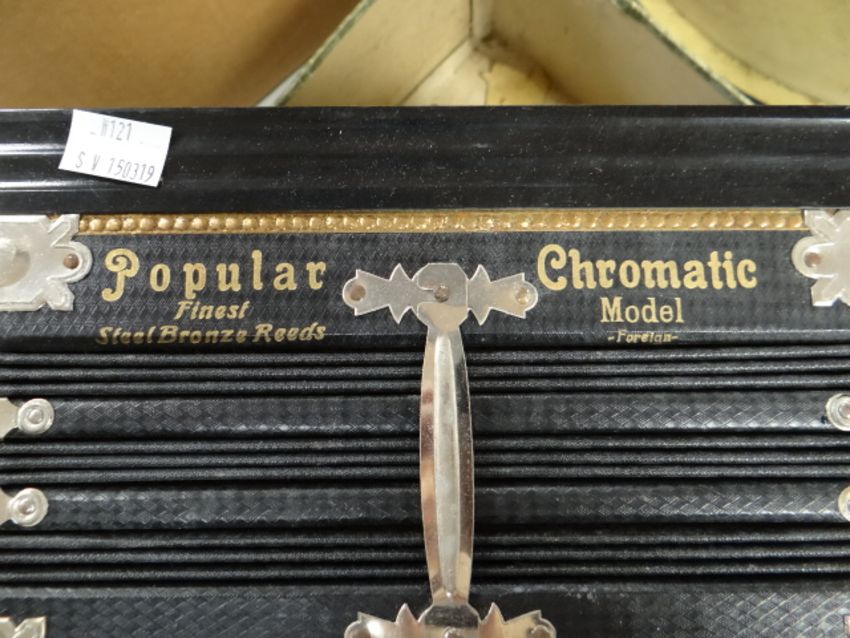 W121
S V 150319
Popular
Finest
Steel Bronze Reeds
Chromatic
Model
-Foreign-